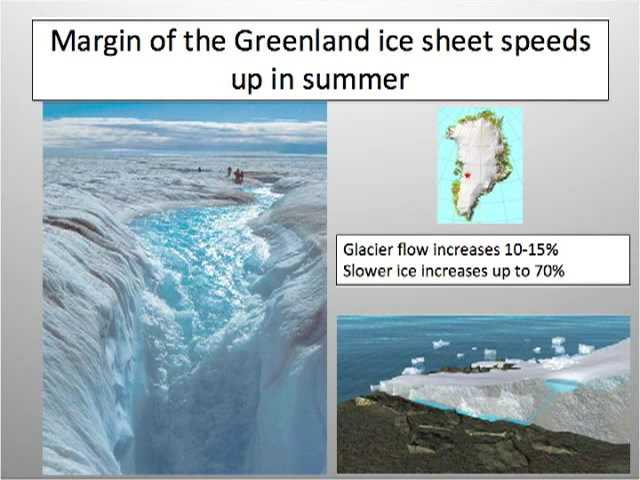 Margin of the Greenland ice sheet speeds
up in summer
Glacier flow increases 10-15%
Slower ice increases up to 70%